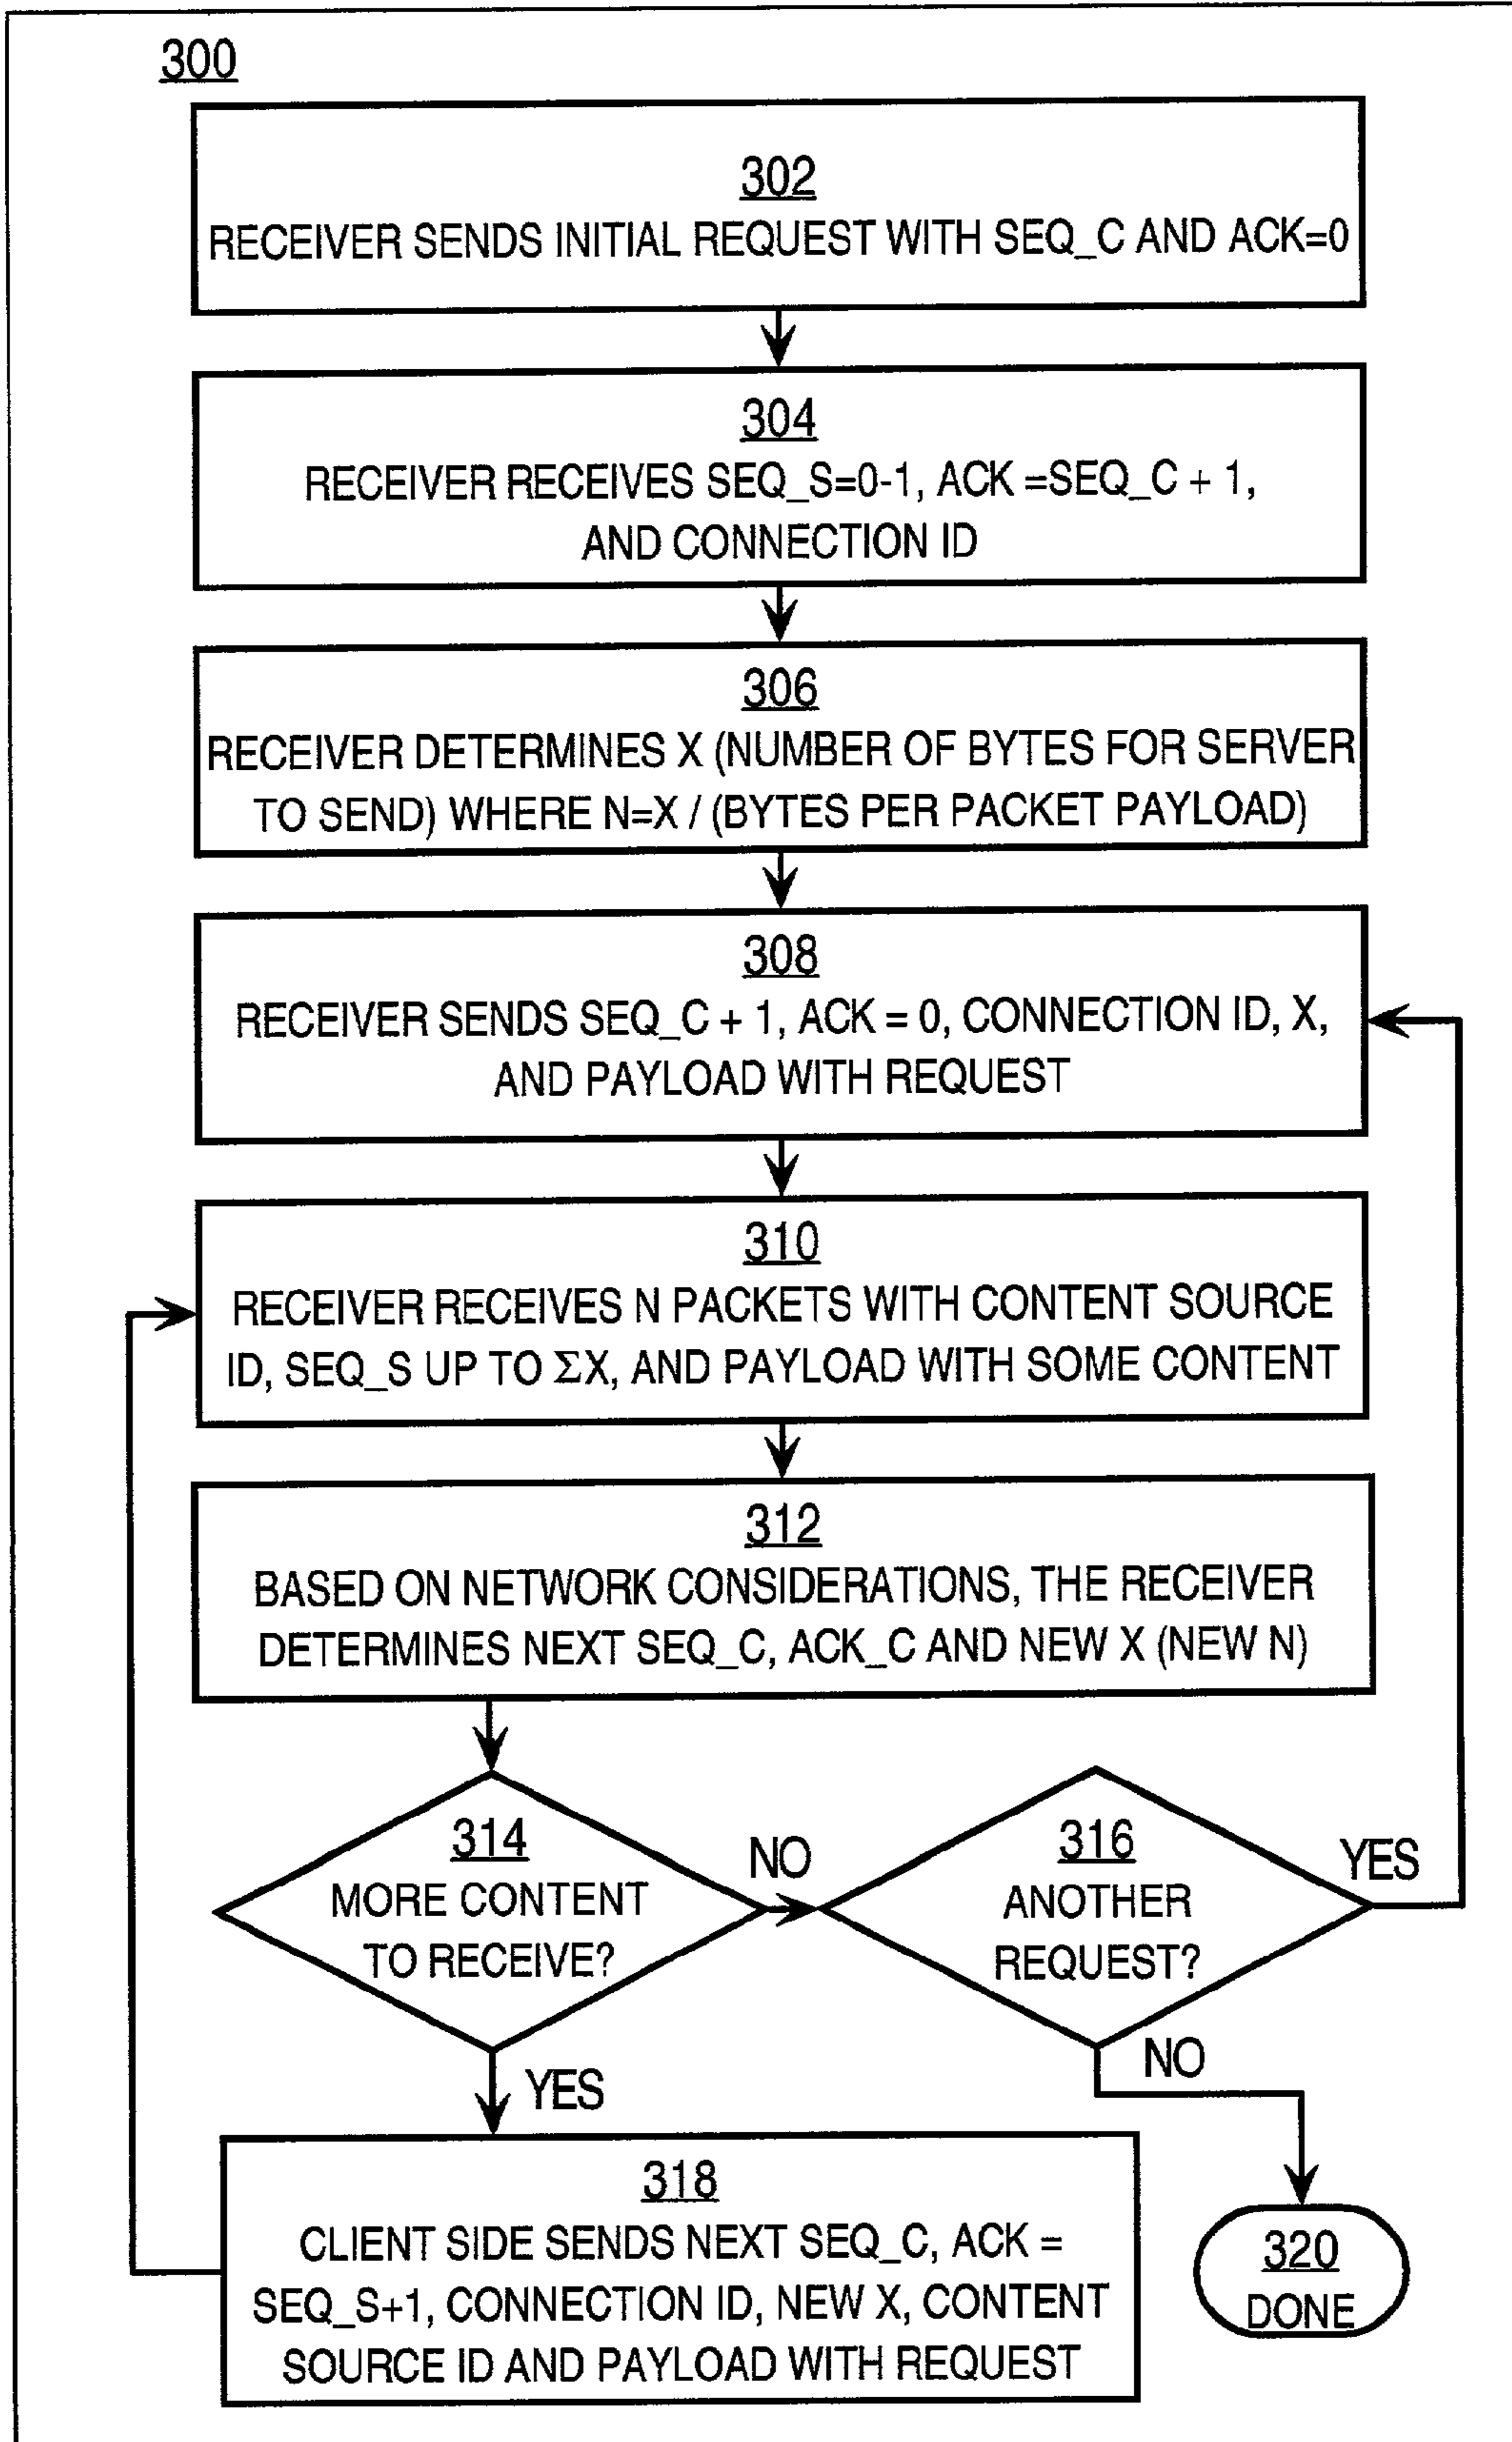 300
302
RECEIVER SENDS INITIAL REQUEST WITH SEQ_C AND ACK=0
304
RECEIVER RECEIVES SEQ_S=0-1, ACK =SEQ_C + 1,
AND CONNECTION ID
306
RECEIVER DETERMINES X (NUMBER OF BYTES FOR SERVER
TO SEND) WHERE N=X / (BYTES PER PACKET PAYLOAD)
308
RECEIVER SENDS SEQ_C + 1, ACK = 0, CONNECTION ID, X,
AND PAYLOAD WITH REQUEST
310
RECEIVER RECEIVES N PACKETS WITH CONTENT SOURCE
ID, SEQ_S UP TO ΣX, AND PAYLOAD WITH SOME CONTENT
312
BASED ON NETWORK CONSIDERATIONS, THE RECEIVER
DETERMINES NEXT SEQ_C, ACK_C AND NEW X (NEW N)
314
MORE CONTENT
TO RECEIVE?
NO
316
ANOTHER
REQUEST?
YES
NO
YES
318
CLIENT SIDE SENDS NEXT SEQ_C, ACK =
SEQ_S+1, CONNECTION ID, NEW X, CONTENT
SOURCE ID AND PAYLOAD WITH REQUEST
320
DONE